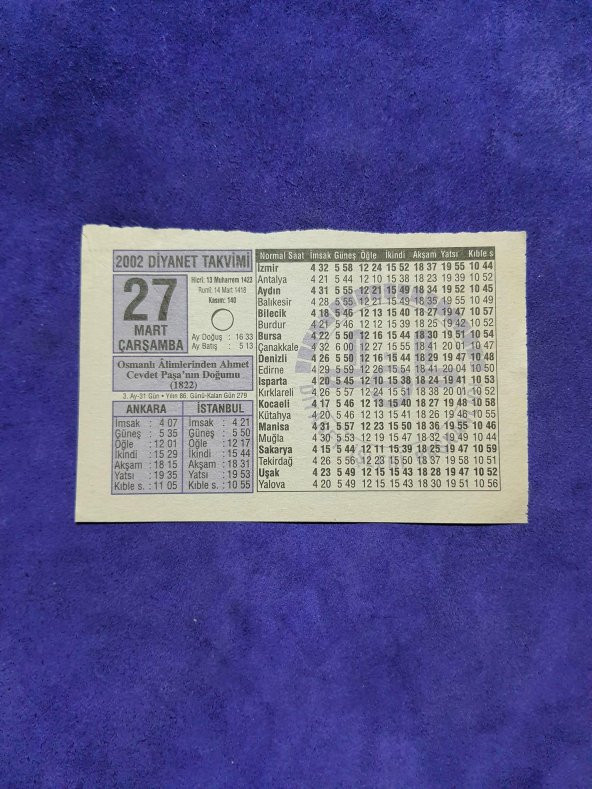 2002 DİYANET TAKVİMİ
27
MART
ÇARŞAMBA
Hicri: 13 Muharrem 1422
Rumi: 14 Mart 1418
Kasım: 140
Ay Doğuş : 16 33
Ay Batış : 5 13
Osmanlı Âlimlerinden Ahmet
Cevdet Paşa'nın Doğumu
(1822)
3. Ay-31 Gün • Yılın 86. Günü-Kalan Gün 279
ANKARA
İmsak : 4 07
Güneş : 5 35
Öğle : 12 01
İkindi : 15 29
Akşam : 18 15
Yatsı : 19 35
Kıble s. : 11 05
İSTANBUL
İmsak : 4 21
Güneş : 5 50
Öğle : 12 17
İkindi : 15 44
Akşam : 18 31
Yatsı : 19 53
Kıble s. : 10 55
Normal Saat İmsak Güneş Öğle İkindi Akşam Yatsı Kıble s
İzmir 4 32 5 58 12 24 15 52 18 37 19 55 10 44
Antalya 4 21 5 44 12 10 15 38 18 23 19 39 10 52
Aydın 4 31 5 55 12 21 15 49 18 34 19 52 10 45
Balıkesir 4 28 5 55 12 21 15 49 18 35 19 55 10 49
Bilecik 4 18 5 46 12 13 15 40 18 27 19 47 10 57
Burdur 4 21 5 46 12 12 15 39 18 25 19 42 10 52
Bursa 4 22 5 50 12 16 15 44 18 30 19 51 10 54
Çanakkale 4 32 6 00 12 27 15 55 18 41 20 01 10 47
Denizli 4 26 5 50 12 16 15 44 18 29 19 47 10 48
Edirne 4 29 5 59 12 26 15 54 18 41 20 04 10 50
Isparta 4 20 5 45 12 10 15 38 18 24 19 41 10 53
Kırklareli 4 26 5 57 12 24 15 51 18 38 20 01 10 52
Kocaeli 4 17 5 46 12 13 15 40 18 27 19 48 10 58
Kütahya 4 20 5 46 12 13 15 41 18 26 19 46 10 55
Manisa 4 31 5 57 12 23 15 50 18 36 19 55 10 46
Muğla 4 30 5 53 12 19 15 47 18 32 19 49 10 44
Sakarya 4 15 5 44 12 11 15 39 18 25 19 47 10 59
Tekirdağ 4 26 5 56 12 23 15 50 18 37 19 58 10 51
Uşak 4 23 5 49 12 15 15 43 18 28 19 47 10 52
Yalova 4 20 5 49 12 15 15 43 18 30 19 51 10 56